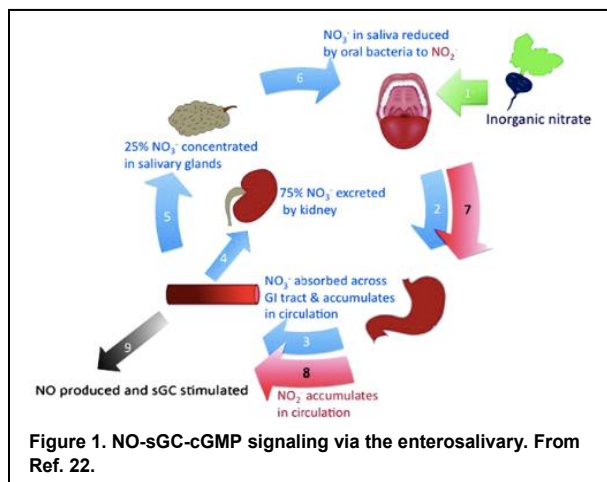 NO₃⁻ in saliva reduced
by oral bacteria to NO₂⁻
6
1
Inorganic nitrate
25% NO₃⁻ concentrated
in salivary glands
75% NO₃⁻ excreted
by kidney
5
4
2
7
NO₃⁻ absorbed across
GI tract & accumulates
in circulation
3
9
8
NO produced and sGC stimulated
NO₂⁻ accumulates
in circulation
Figure 1. NO-sGC-cGMP signaling via the enterosalivary. From
Ref. 22.